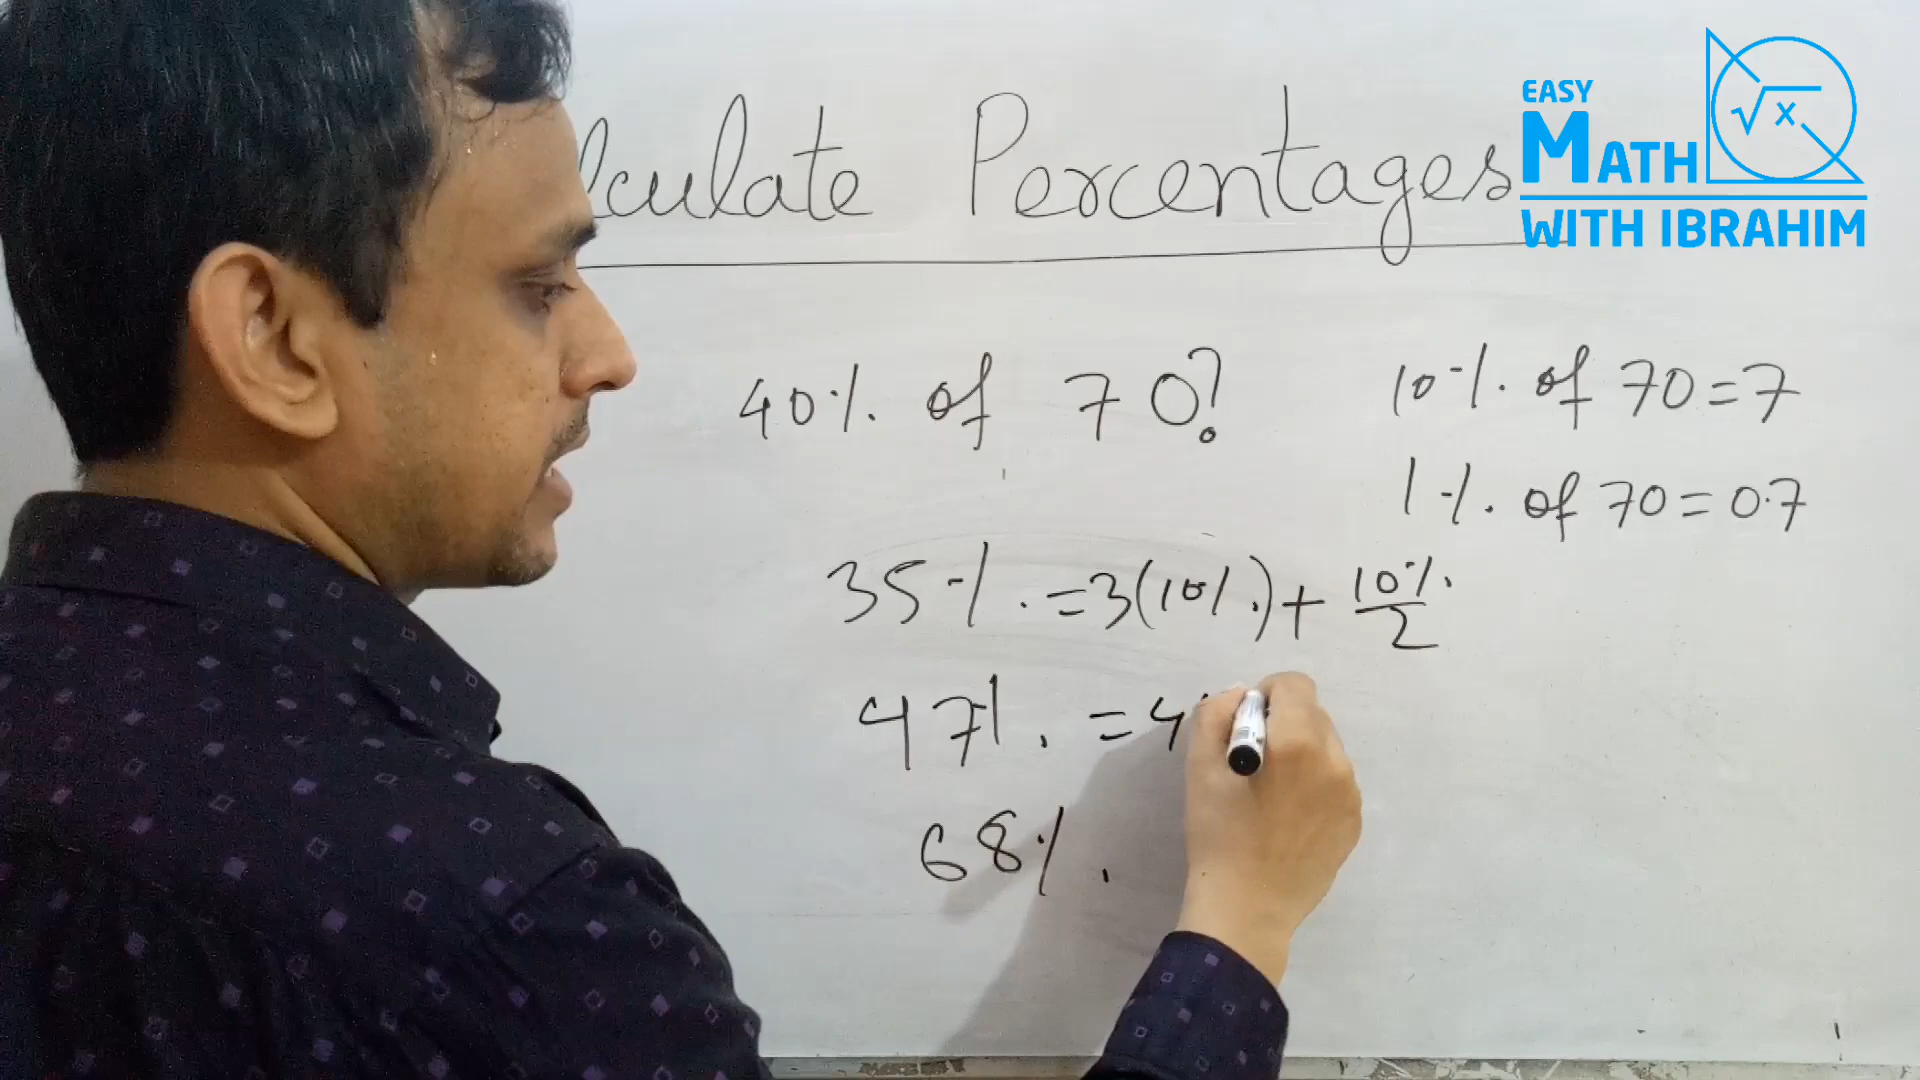 lculate Percentages
EASY
MATH
√x
WITH IBRAHIM
40% of 70?
10% of 70=7
1% of 70=0.7
35%=3(10%)+10%/2
47%=4
68%